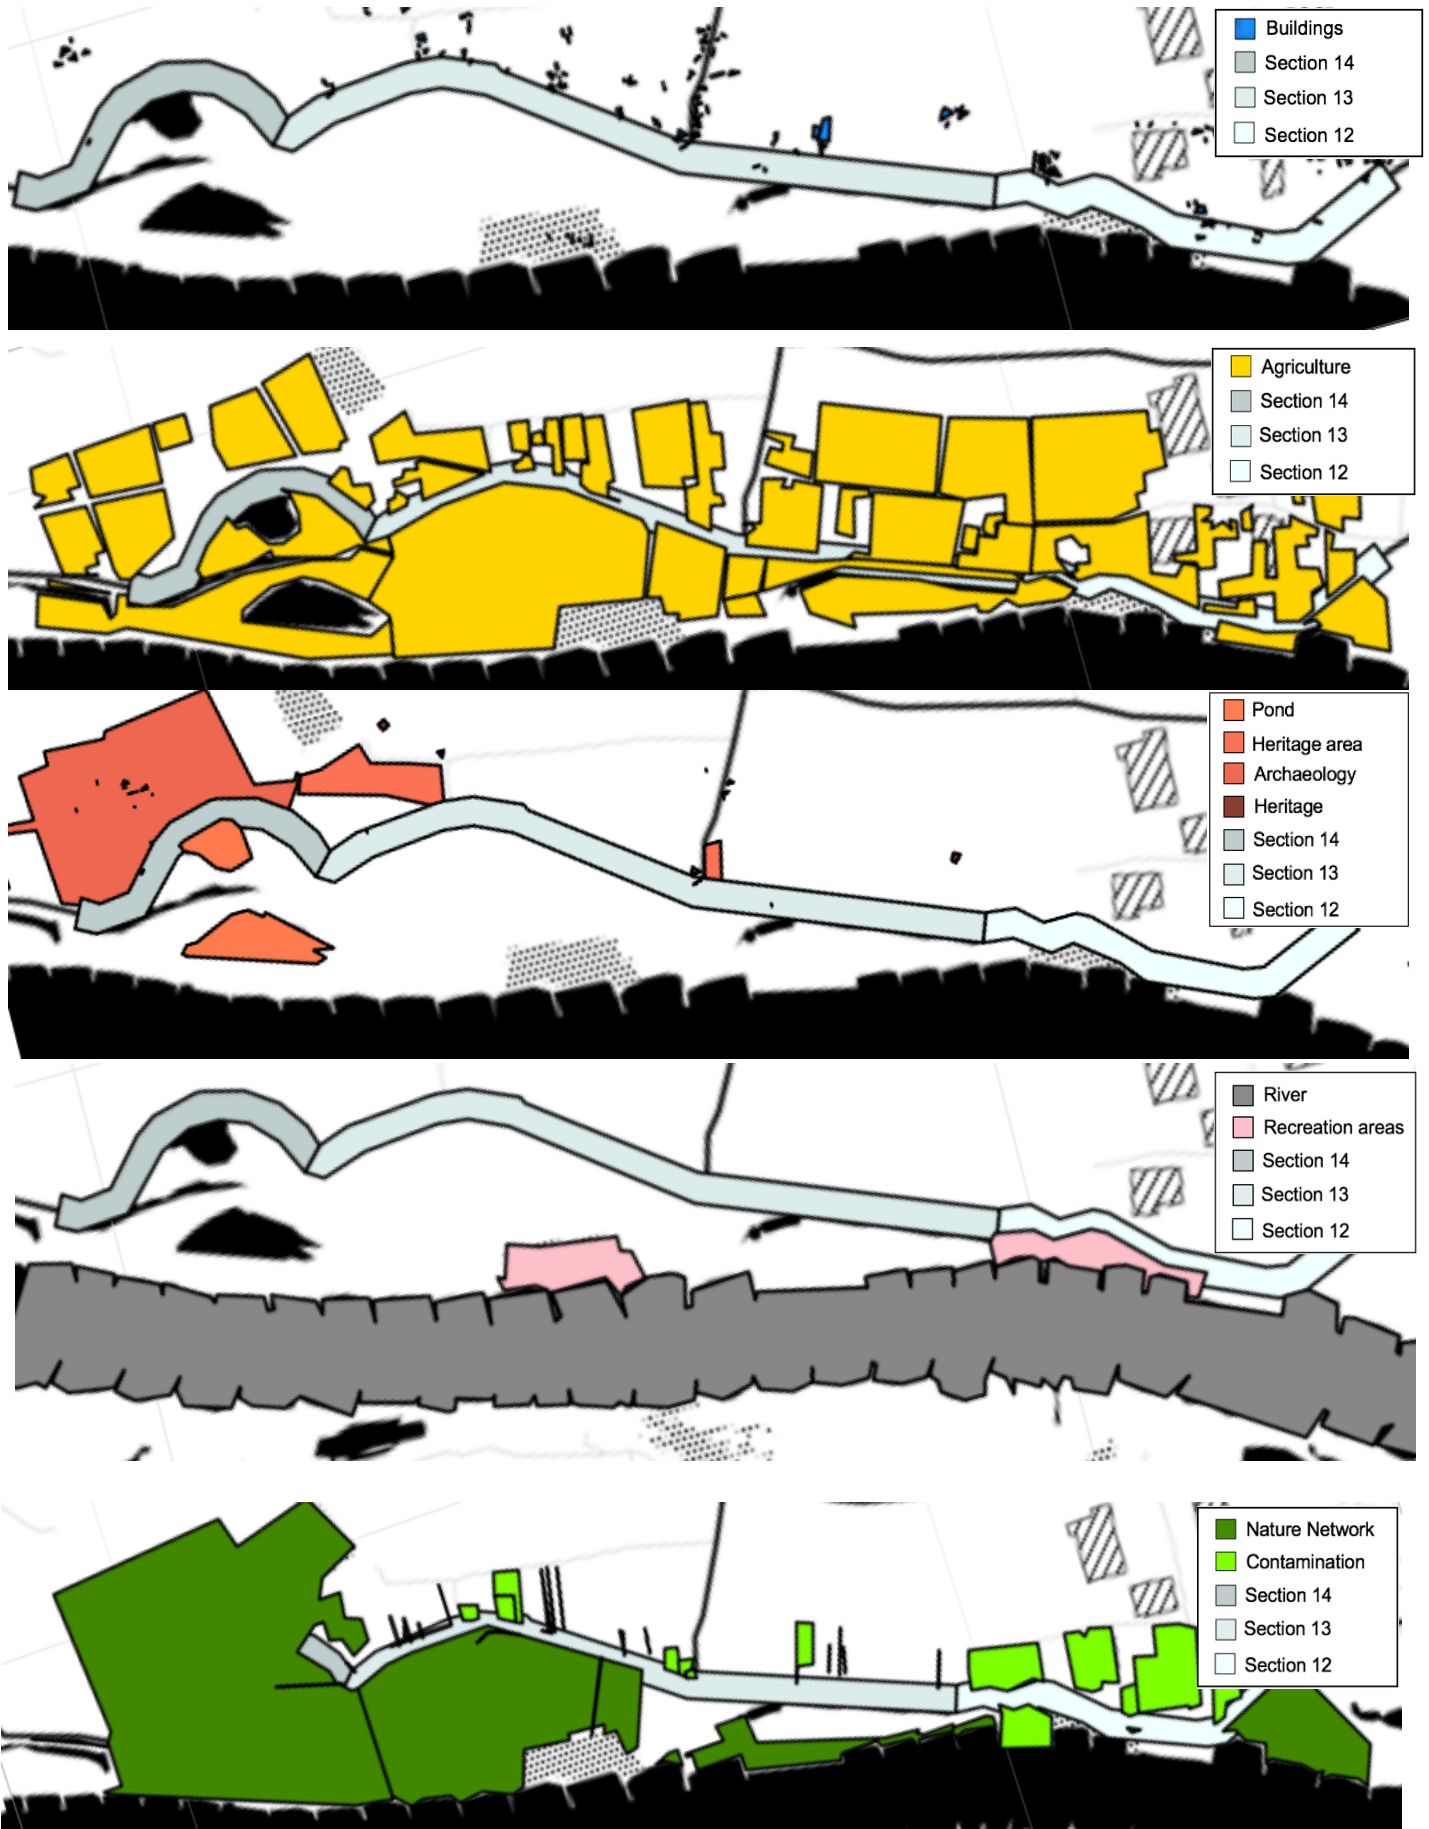 Buildings
Section 14
Section 13
Section 12
Agriculture
Section 14
Section 13
Section 12
Pond
Heritage area
Archaeology
Heritage
Section 14
Section 13
Section 12
River
Recreation areas
Section 14
Section 13
Section 12
Nature Network
Contamination
Section 14
Section 13
Section 12